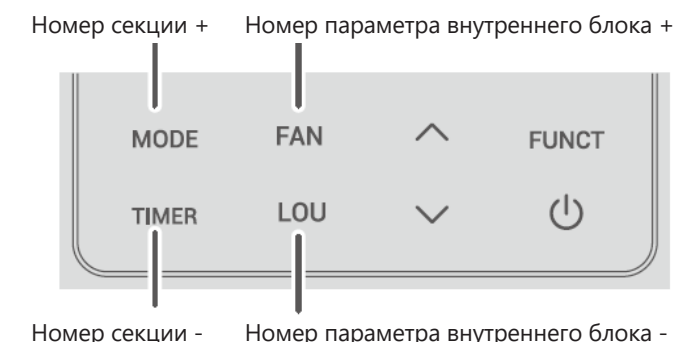 Номер секции + Номер параметра внутреннего блока +
MODE FAN FUNCT
TIMER LOU
Номер секции - Номер параметра внутреннего блока -